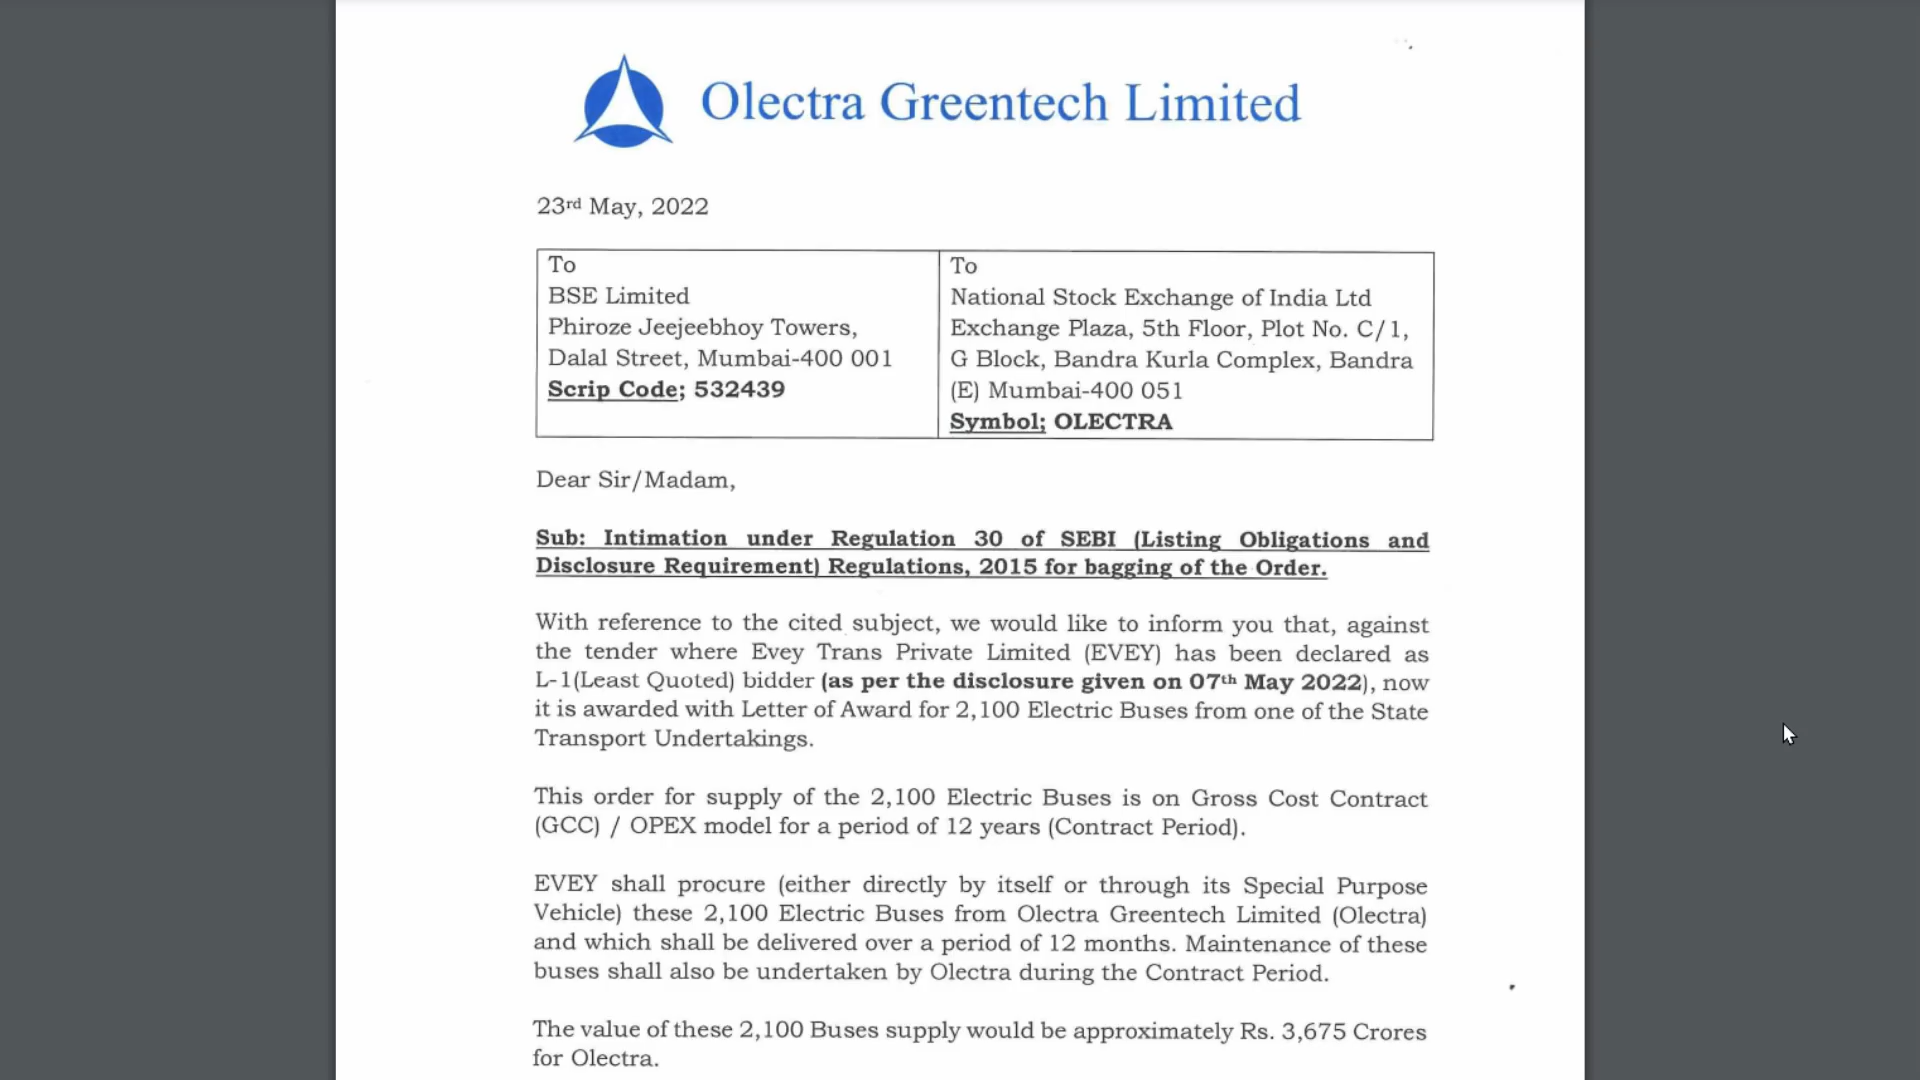 Olectra Greentech Limited
23rd May, 2022
To
BSE Limited
Phiroze Jeejeebhoy Towers,
Dalal Street, Mumbai-400 001
Scrip Code; 532439
To
National Stock Exchange of India Ltd
Exchange Plaza, 5th Floor, Plot No. C/1,
G Block, Bandra Kurla Complex, Bandra
(E) Mumbai-400 051
Symbol; OLECTRA
Dear Sir/Madam,
Sub: Intimation under Regulation 30 of SEBI (Listing Obligations and
Disclosure Requirement) Regulations, 2015 for bagging of the Order.
With reference to the cited subject, we would like to inform you that, against
the tender where Evey Trans Private Limited (EVEY) has been declared as
L-1(Least Quoted) bidder (as per the disclosure given on 07th May 2022), now
it is awarded with Letter of Award for 2,100 Electric Buses from one of the State
Transport Undertakings.
This order for supply of the 2,100 Electric Buses is on Gross Cost Contract
(GCC) / OPEX model for a period of 12 years (Contract Period).
EVEY shall procure (either directly by itself or through its Special Purpose
Vehicle) these 2,100 Electric Buses from Olectra Greentech Limited (Olectra)
and which shall be delivered over a period of 12 months. Maintenance of these
buses shall also be undertaken by Olectra during the Contract Period.
The value of these 2,100 Buses supply would be approximately Rs. 3,675 Crores
for Olectra.